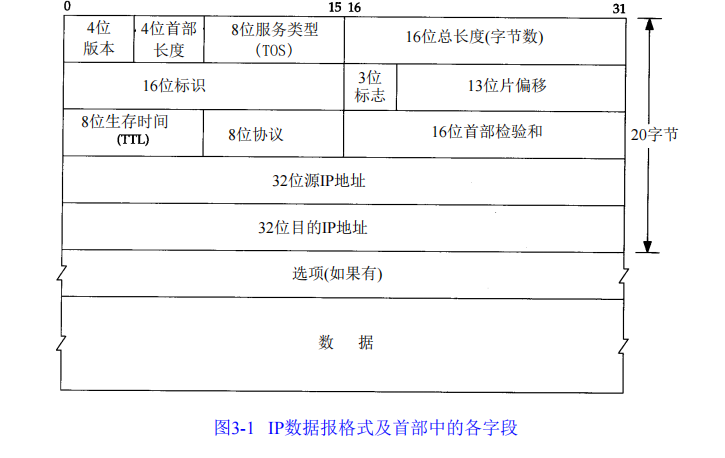 0 15 16 31
4位 4位首部 8位服务类型 16位总长度(字节数)
版本 长度 (TOS)
16位标识 3位 13位片偏移
标志
8位生存时间 8位协议 16位首部检验和
(TTL)
20字节
32位源IP地址
32位目的IP地址
选项(如果有)
数 据
图3-1 IP数据报格式及首部中的各字段